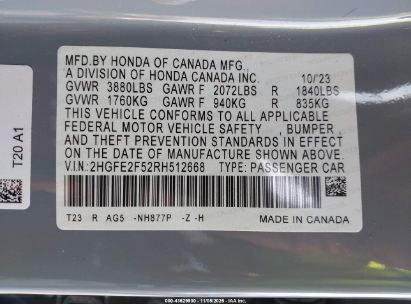 MFD.BY HONDA OF CANADA MFG.,
A DIVISION OF HONDA CANADA INC. 10/23
GVWR 3880LBS GAWR F 2072LBS R 1840LBS
GVWR 1760KG GAWR F 940KG R 835KG
THIS VEHICLE CONFORMS TO ALL APPLICABLE
FEDERAL MOTOR VEHICLE SAFETY , BUMPER ,
AND THEFT PREVENTION STANDARDS IN EFFECT
ON THE DATE OF MANUFACTURE SHOWN ABOVE.
V.I.N.:2HGFE2F52RH512668 TYPE: PASSENGER CAR
T23 R AG5 -NH877P -Z -H MADE IN CANADA
T20 A1